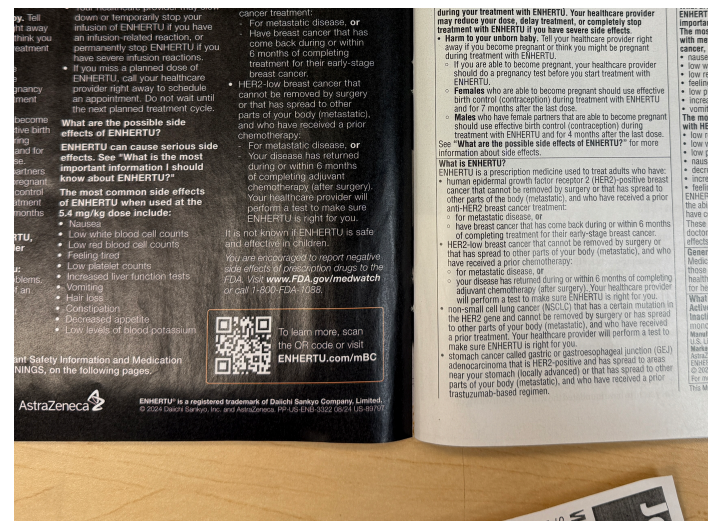 down or temporarily stop your
infusion of ENHERTU if you have
an infusion-related reaction, or
permanently stop ENHERTU if you
have severe infusion reactions.
• If you miss a planned dose of
ENHERTU, call your healthcare
provider right away to schedule
an appointment. Do not wait until
the next planned treatment cycle.
What are the possible side
effects of ENHERTU?
ENHERTU can cause serious side
effects. See "What is the most
important information I should
know about ENHERTU?"
The most common side effects
of ENHERTU when used at the
5.4 mg/kg dose include:
• Nausea
• Low white blood cell counts
• Low red blood cell counts
• Feeling tired
• Low platelet counts
• Increased liver function tests
• Vomiting
• Hair loss
• Constipation
• Decreased appetite
• Low levels of blood potassium
cancer treatment:
- For metastatic disease, or
- Have breast cancer that has
come back during or within
6 months of completing
treatment for their early-stage
breast cancer.
• HER2-low breast cancer that
cannot be removed by surgery
or that has spread to other
parts of your body (metastatic),
and who have received a prior
chemotherapy:
- For metastatic disease, or
- Your disease has returned
during or within 6 months
of completing adjuvant
chemotherapy (after surgery).
Your healthcare provider will
perform a test to make sure
ENHERTU is right for you.
It is not known if ENHERTU is safe
and effective in children.
You are encouraged to report negative
side effects of prescription drugs to the
FDA. Visit www.FDA.gov/medwatch
or call 1-800-FDA-1088.
To learn more, scan
the QR code or visit
ENHERTU.com/mBC
ant Safety Information and Medication
NINGS, on the following pages.
AstraZeneca
ENHERTU® is a registered trademark of Daiichi Sankyo Company, Limited.
© 2024 Daiichi Sankyo, Inc. and AstraZeneca. PP-US-ENB-3322 08/24 US-89797
during your treatment with ENHERTU. Your healthcare provider
may reduce your dose, delay treatment, or completely stop
treatment with ENHERTU if you have severe side effects.
• Harm to your unborn baby. Tell your healthcare provider right
away if you become pregnant or think you might be pregnant
during treatment with ENHERTU.
◦ If you are able to become pregnant, your healthcare provider
should do a pregnancy test before you start treatment with
ENHERTU.
◦ Females who are able to become pregnant should use effective
birth control (contraception) during treatment with ENHERTU
and for 7 months after the last dose.
◦ Males who have female partners that are able to become pregnant
should use effective birth control (contraception) during
treatment with ENHERTU and for 4 months after the last dose.
See "What are the possible side effects of ENHERTU?" for more
information about side effects.
What is ENHERTU?
ENHERTU is a prescription medicine used to treat adults who have:
• human epidermal growth factor receptor 2 (HER2)-positive breast
cancer that cannot be removed by surgery or that has spread to
other parts of your body (metastatic), and who have received a prior
anti-HER2 breast cancer treatment:
◦ for metastatic disease, or
◦ have breast cancer that has come back during or within 6 months
of completing treatment for their early-stage breast cancer.
• HER2-low breast cancer that cannot be removed by surgery or
that has spread to other parts of your body (metastatic), and who
have received a prior chemotherapy:
◦ for metastatic disease, or
◦ your disease has returned during or within 6 months of completing
adjuvant chemotherapy (after surgery). Your healthcare provider
will perform a test to make sure ENHERTU is right for you.
• non-small cell lung cancer (NSCLC) that has a certain mutation in
the HER2 gene and cannot be removed by surgery or has spread
to other parts of your body (metastatic), and who have received
a prior treatment. Your healthcare provider will perform a test to
make sure ENHERTU is right for you.
• stomach cancer called gastric or gastroesophageal junction (GEJ)
adenocarcinoma that is HER2-positive and has spread to areas
near your stomach (locally advanced) or that has spread to other
parts of your body (metastatic), and who have received a prior
trastuzumab-based regimen.